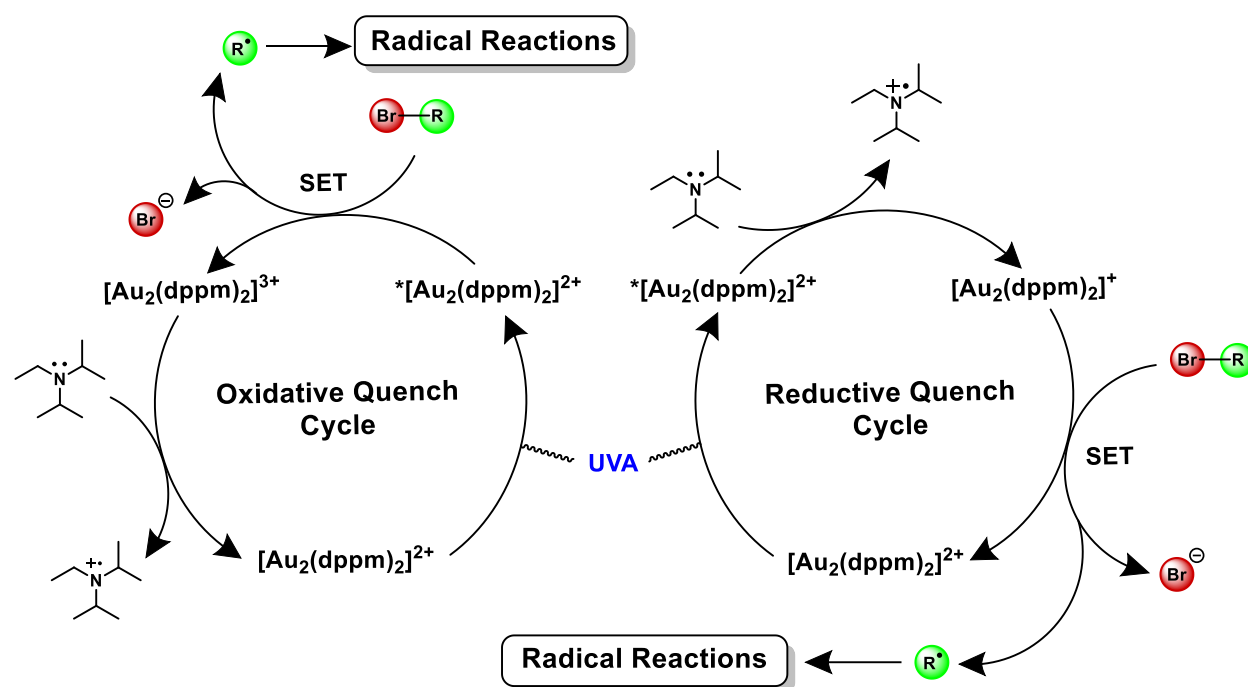 R• Radical Reactions
Br R
SET
Br⊖
[Au₂(dppm)₂]³⁺
*[Au₂(dppm)₂]²⁺
N
Oxidative Quench
Cycle
N
[Au₂(dppm)₂]²⁺
UVA
N
N
*[Au₂(dppm)₂]²⁺
[Au₂(dppm)₂]⁺
Reductive Quench
Cycle
Br R
SET
[Au₂(dppm)₂]²⁺
Br⊖
Radical Reactions R•